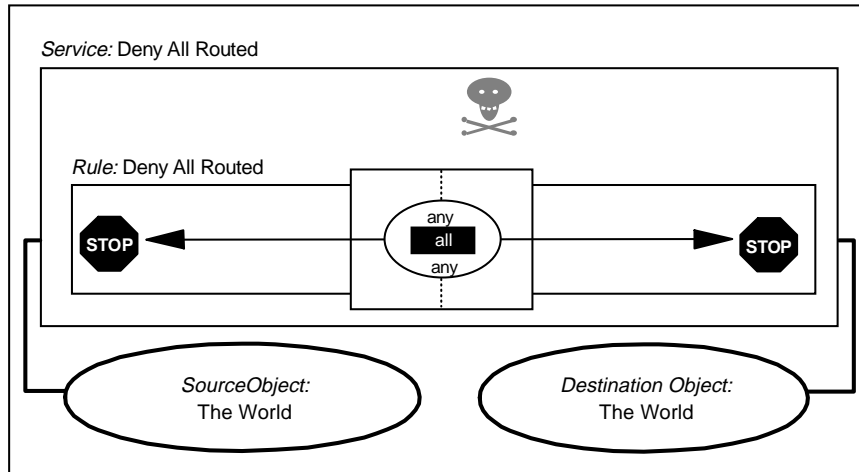 Service: Deny All Routed
Rule: Deny All Routed
STOP
any
all
any
STOP
SourceObject:
The World
Destination Object:
The World